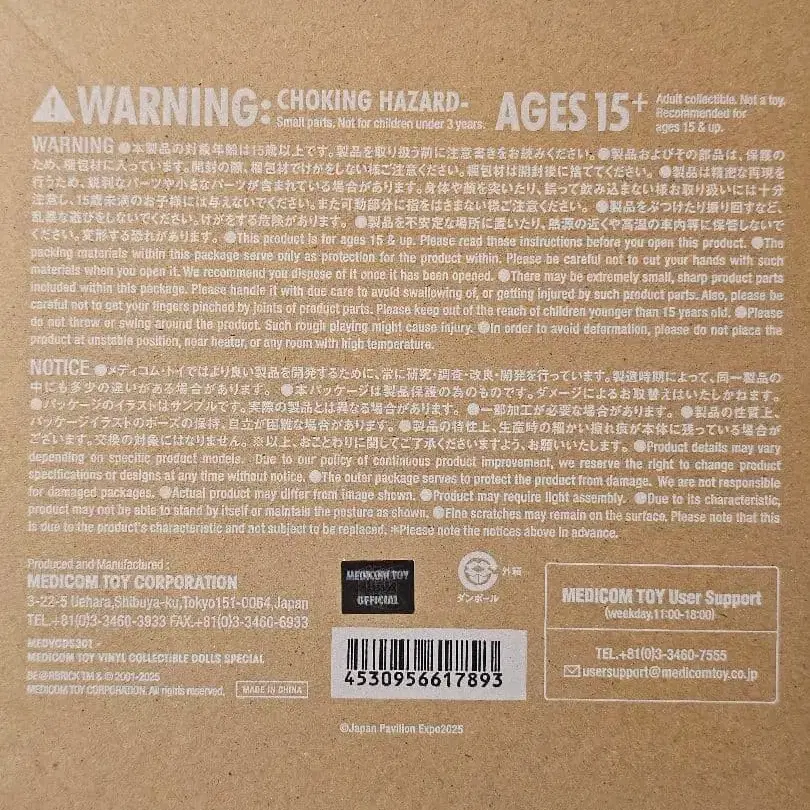 WARNING: CHOKING HAZARD-
Small parts. Not for children under 3 years.
AGES 15+
Adult collectible. Not a toy.
Recommended for
ages 15 & up.
WARNING ●本製品の対象年齢は15歳以上です。製品を取り扱う前に注意書きをお読みください。●製品およびその部品は、保護の
ため、梱包材に入っています。開封の際、梱包材でけがをしない様ご注意ください。梱包材は開封後に捨ててください。●製品は精密な再現を
行うため、鋭利なパーツや小さなパーツが含まれている場合があります。身体や顔を突いたり、誤って飲み込まない様お取り扱いには十分
注意し、15歳未満のお子様には与えないでください。また可動部分に指をはさまない様ご注意ください。●製品をぶつけたり振り回すなど、
乱暴な遊びをしないでください。けがをする危険があります。●製品を不安定な場所に置いたり、熱源の近くや高温の車内等に保管しないで
ください。変形する恐れがあります。●This product is for ages 15 & up. Please read these instructions before you open this product. ●The
packing materials within this package serve only as protection for the product within. Please be careful not to cut your hands with such
materials when you open it. We recommend you dispose of it once it has been opened. ●There may be extremely small, sharp product parts
included within this package. Please handle it with due care to avoid swallowing of, or getting injured by such product parts. Also, please be
careful not to get your fingers pinched by joints of product parts. Please keep out of the reach of children younger than 15 years old. ●Please
do not throw or swing around the product. Such rough playing might cause injury. ●In order to avoid deformation, please do not place the
product at unstable position, near heater, or any room with high temperature.
NOTICE ●メディコム・トイではより良い製品を開発するために、常に研究・調査・改良・開発を行っています。製造時期によって、同一製品の
中にも多少の違いがある場合があります。●本パッケージは製品保護の為のものです。ダメージによるお取替えはいたしかねます。
●パッケージのイラストはサンプルです。実際の製品とは異なる場合があります。●一部加工が必要な場合があります。●製品の性質上、
パッケージイラストのポーズの保持、自立が困難な場合があります。●製品の特性上、生産時の細かい擦れ痕が本体に残っている場合が
ございます。交換の対象にはなりません。※以上、おことわりに関してご了承くださいますよう、お願いいたします。●Product details may vary
depending on specific product models. Due to our policy of continuous product improvement, we reserve the right to change product
specifications or designs at any time without notice. ●The outer package serves to protect the product from damage. We are not responsible
for damaged packages. ●Actual product may differ from image shown. ●Product may require light assembly. ●Due to its characteristic,
product may not be able to stand by itself or maintain the posture as shown. ●Fine scratches may remain on the surface. Please note that this
is due to the product's characteristic and not subject to be replaced. *Please note the notices above in advance.
Produced and Manufactured :
MEDICOM TOY CORPORATION
3-22-5 Uehara,Shibuya-ku,Tokyo151-0064,Japan
TEL.+81(0)3-3460-3933 FAX.+81(0)3-3460-6933
MEDVCDS301 -
MEDICOM TOY VINYL COLLECTIBLE DOLLS SPECIAL
BE@RBRICK TM & © 2001-2025
MEDICOM TOY CORPORATION. All rights reserved.
MADE IN CHINA
MEDICOM TOY
OFFICIAL
外箱
ダンボール
4530956617893
MEDICOM TOY User Support
(weekday.11:00-18:00)
TEL.+81(0)3-3460-7555
usersupport@medicomtoy.co.jp
©Japan Pavilion Expo2025